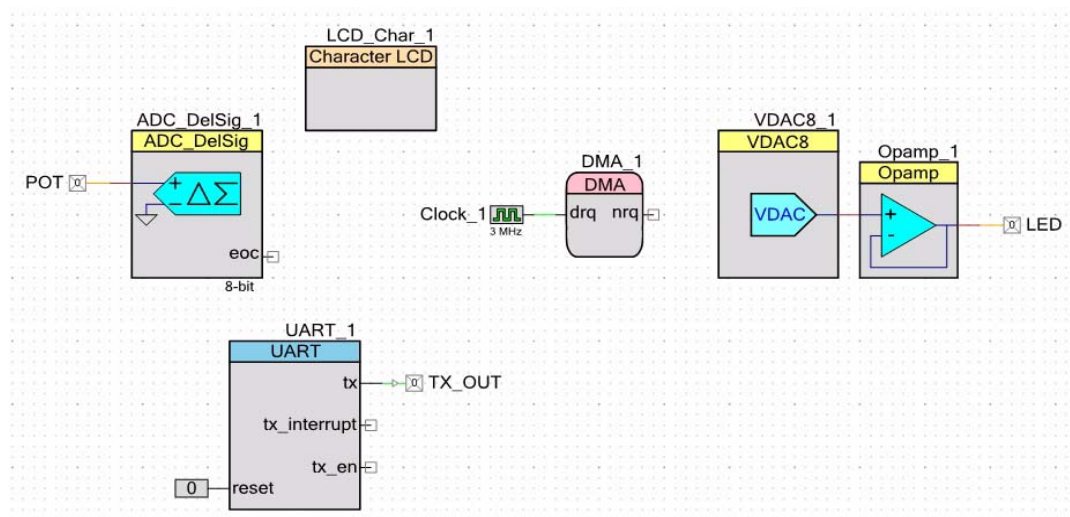 LCD_Char_1
Character LCD
ADC_DelSig_1
ADC_DelSig
POT
+
ΔΣ
-
eoc
8-bit
Clock_1
3 MHz
DMA_1
DMA
drq nrq
VDAC8_1
VDAC8
VDAC
Opamp_1
Opamp
+
-
LED
UART_1
UART
tx
TX_OUT
tx_interrupt
tx_en
0
reset